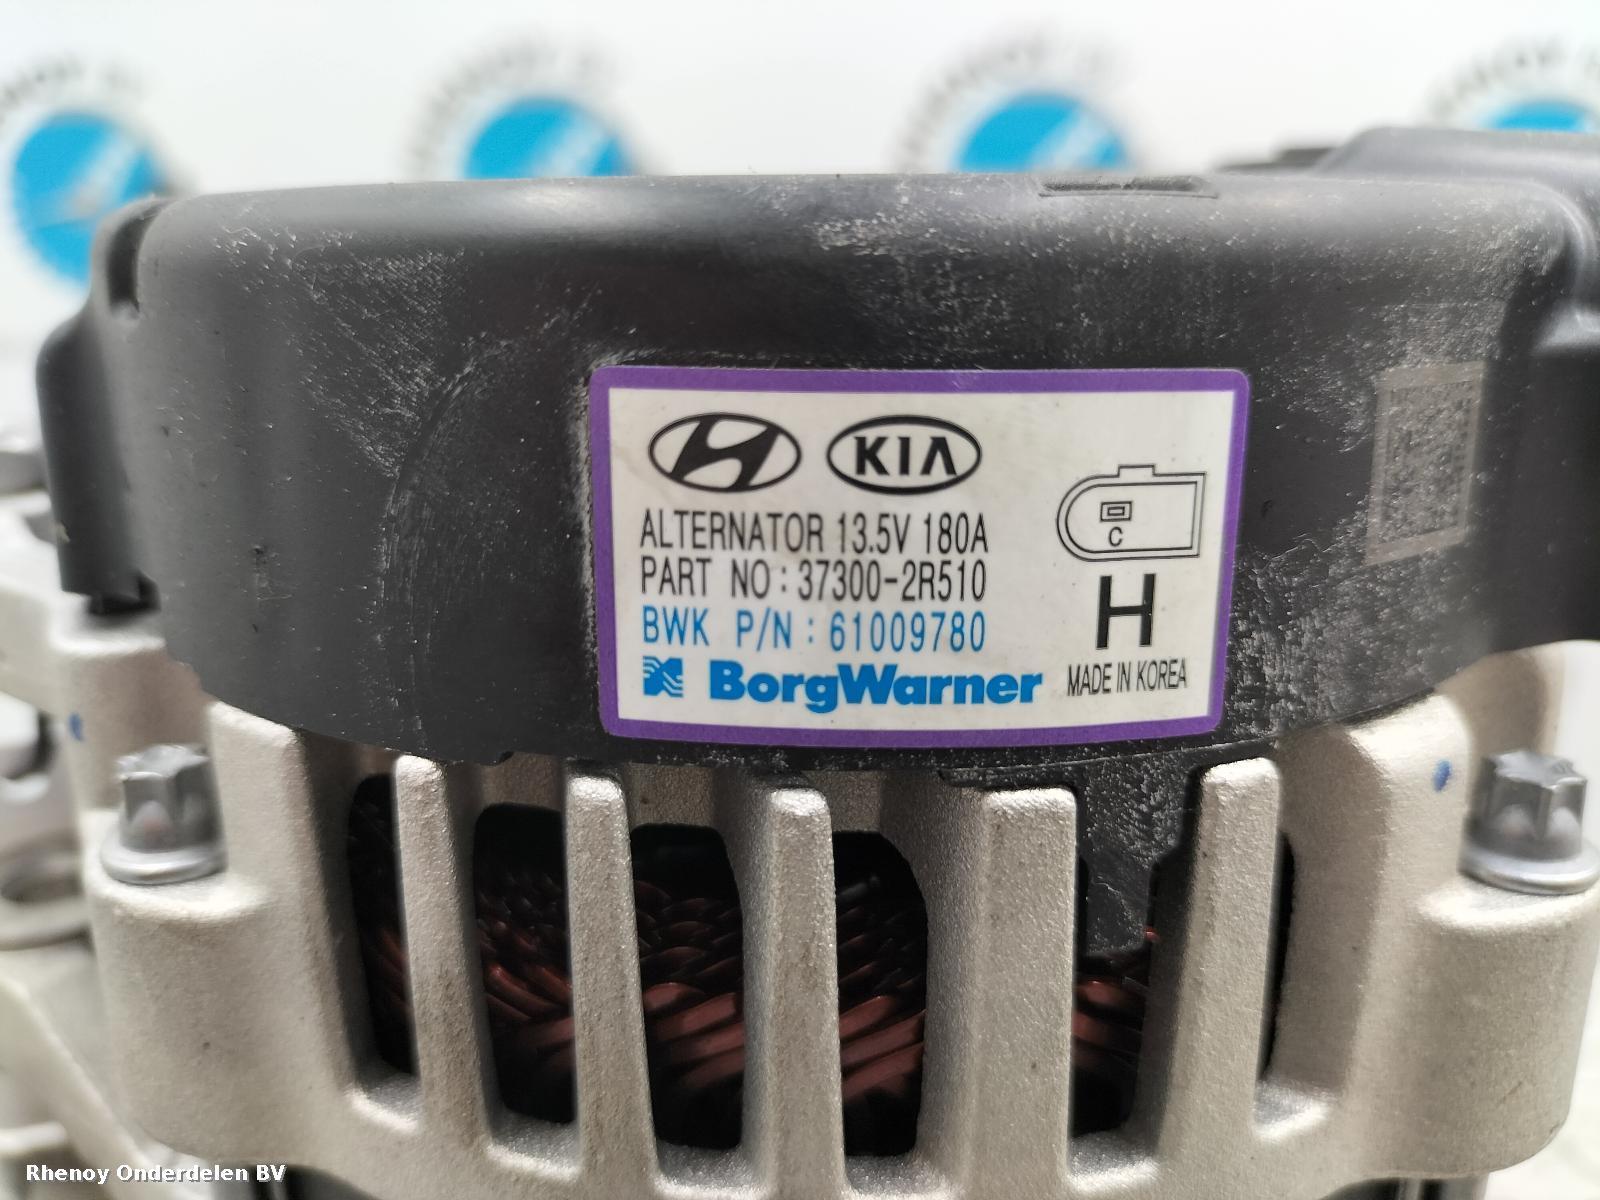 KIA
ALTERNATOR 13.5V 180A
PART NO : 37300-2R510
BWK P/N : 61009780
BorgWarner
C
H
MADE IN KOREA
Rhenoy Onderdelen BV